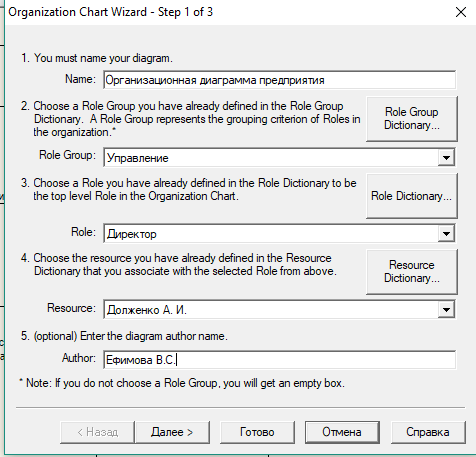 Organization Chart Wizard - Step 1 of 3
1. You must name your diagram.
Name: Организационная диаграмма предприятия
2. Choose a Role Group you have already defined in the Role Group
Dictionary. A Role Group represents the grouping criterion of Roles in
the organization.*
Role Group
Dictionary...
Role Group: Управление
3. Choose a Role you have already defined in the Role Dictionary to be
the top level Role in the Organization Chart.
Role Dictionary...
Role: Директор
4. Choose the resource you have already defined in the Resource
Dictionary that you associate with the selected Role from above.
Resource
Dictionary...
Resource: Долженко А. И.
5. (optional) Enter the diagram author name.
Author: Ефимова В.С.
* Note: If you do not choose a Role Group, you will get an empty box.
< Назад Далее > Готово Отмена Справка